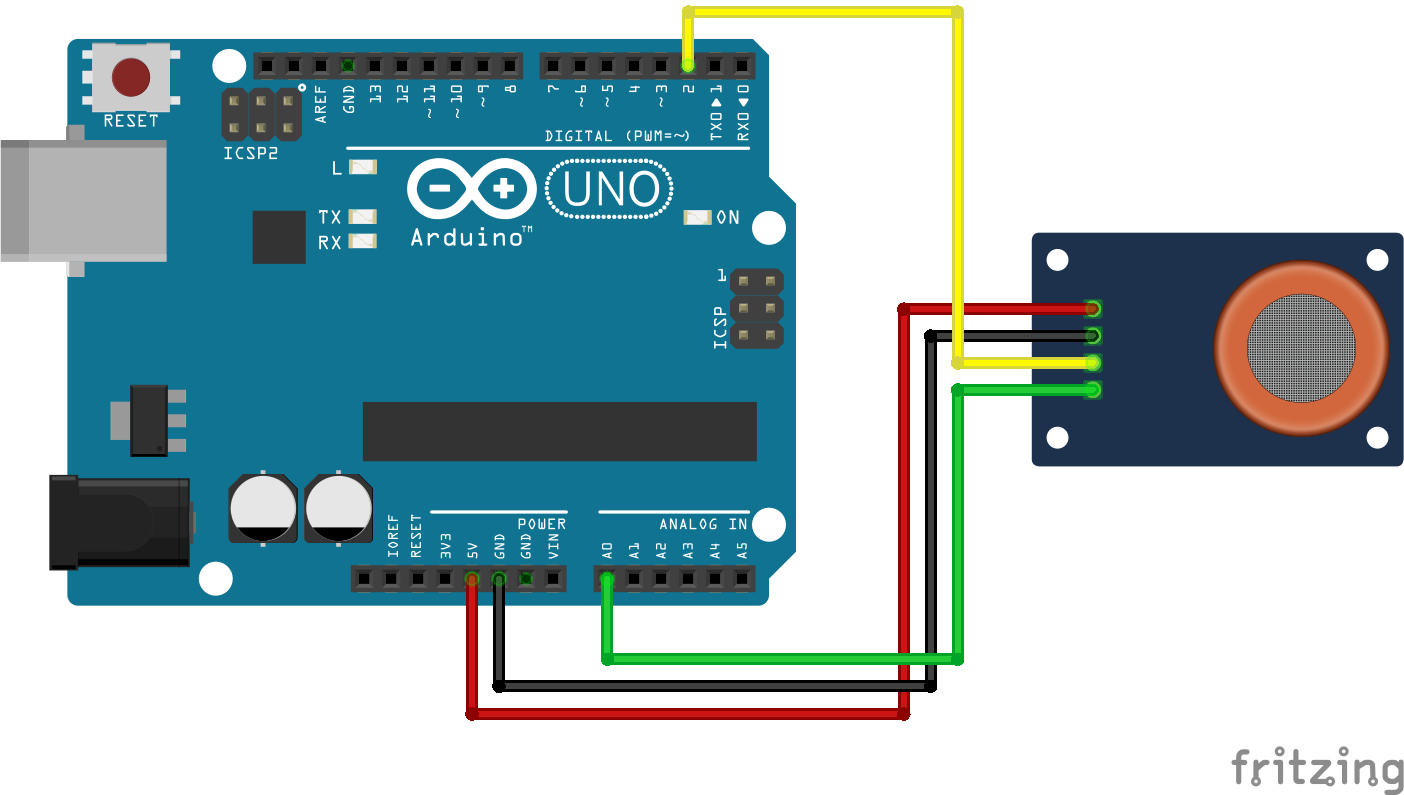 RESET
ICSP2
AREF
GND
13
12
~11
~10
~9
8
7
~6
~5
4
~3
2
TX0▶1
RX0◀0
DIGITAL (PWM=~)
L
TX
RX
UNO
Arduino™
ON
1
ICSP
POWER
ANALOG IN
IOREF
RESET
3V3
5V
GND
GND
VIN
A0
A1
A2
A3
A4
A5
fritzing